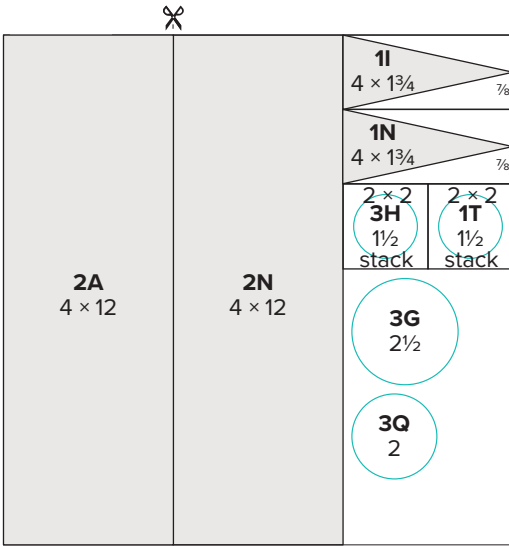 1I
4 × 1¾
⅞
1N
4 × 1¾
⅞
2 × 2
3H
1½
stack
2 × 2
1T
1½
stack
2A
4 × 12
2N
4 × 12
3G
2½
3Q
2